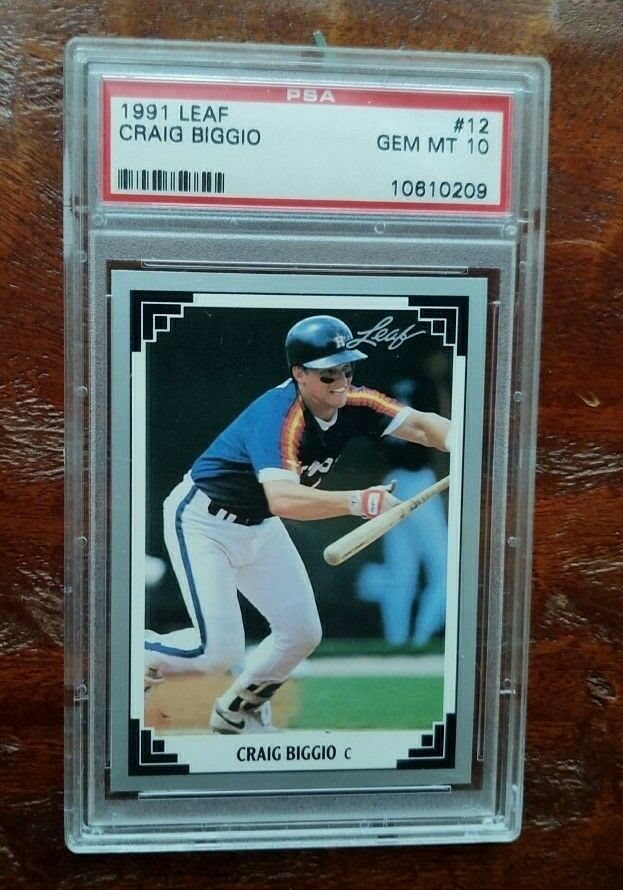 PSA
1991 LEAF #12
CRAIG BIGGIO GEM MT 10
10610209
Leaf
CRAIG BIGGIO C